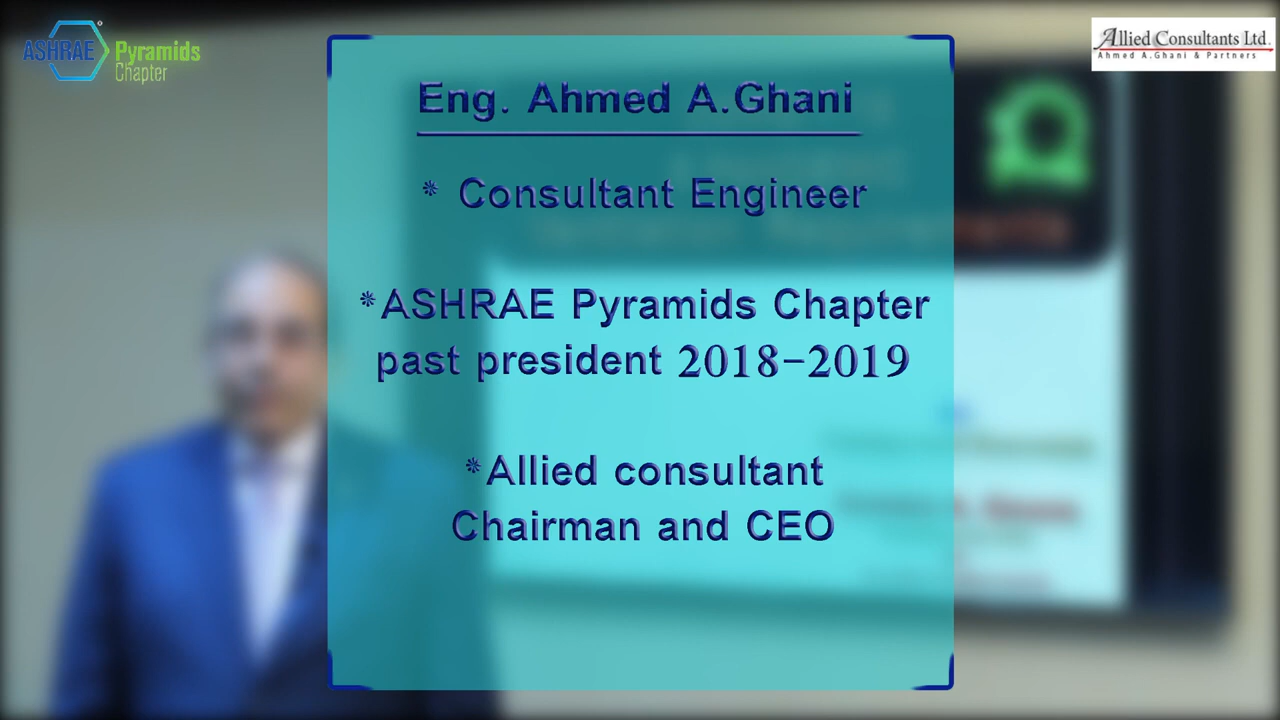 ASHRAE
Pyramids
Chapter
Allied Consultants Ltd.
Ahmed A.Ghani & Partners
Eng. Ahmed A.Ghani
* Consultant Engineer
*ASHRAE Pyramids Chapter
past president 2018-2019
*Allied consultant
Chairman and CEO